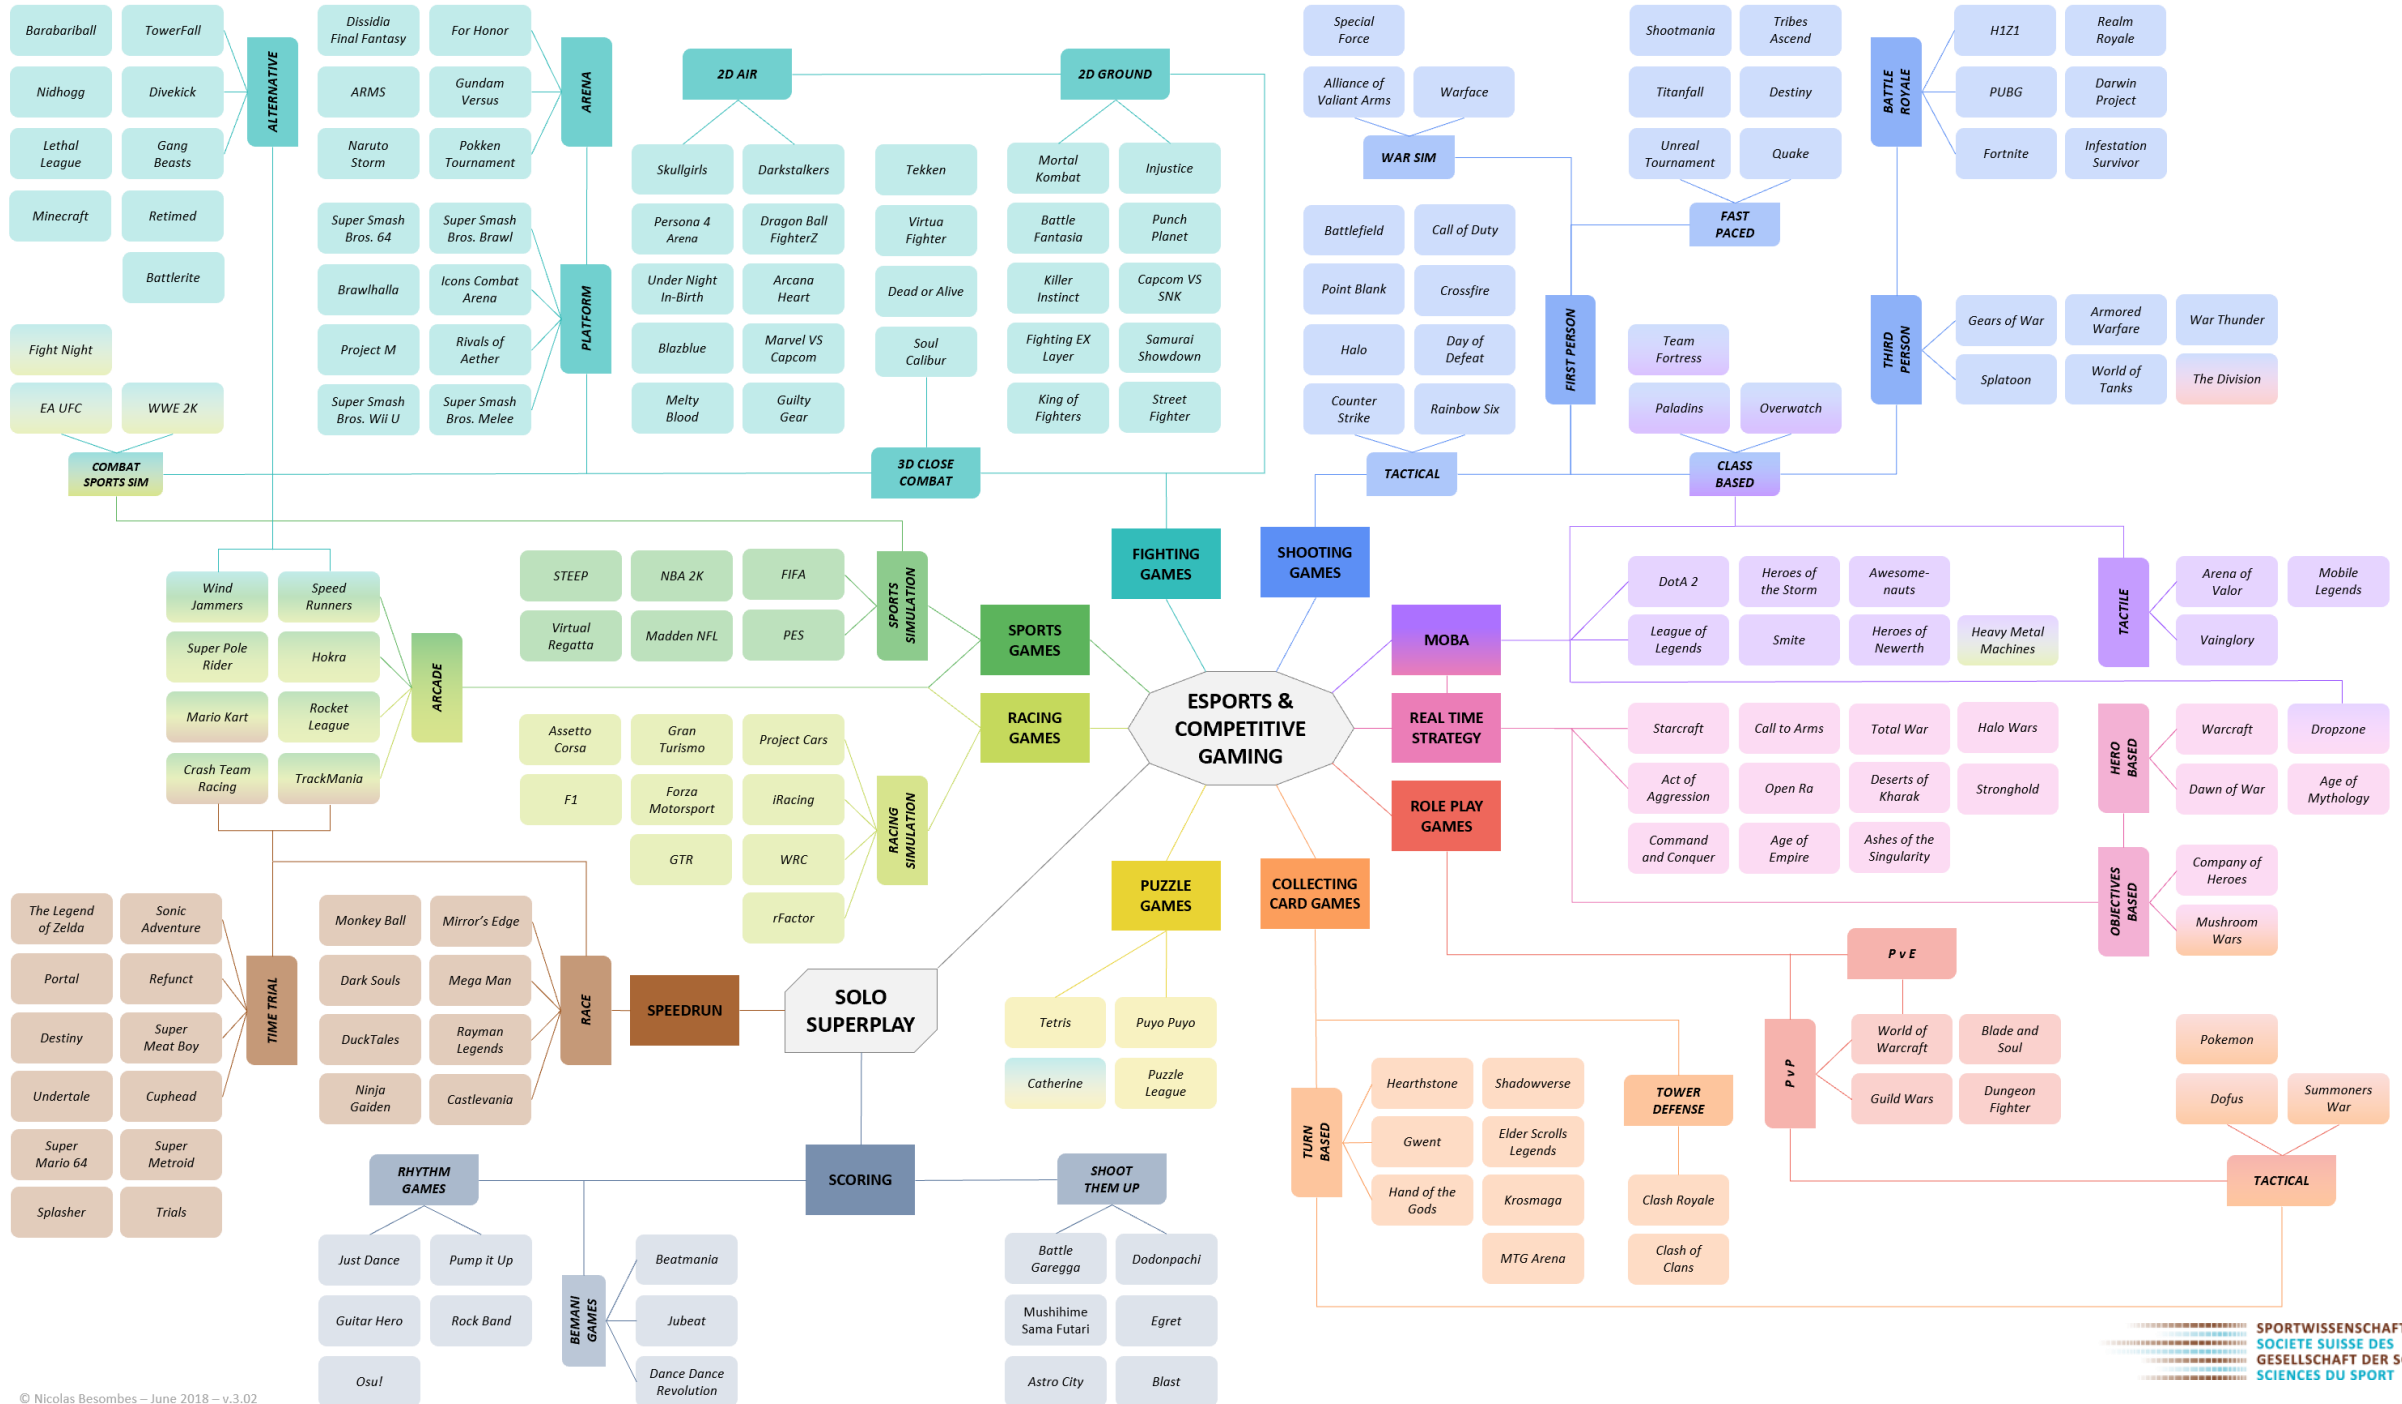 Barabariball
TowerFall
Nidhogg
Divekick
Lethal
League
Gang
Beasts
Minecraft
Retimed
Battlerite
ALTERNATIVE
Dissidia
Final Fantasy
For Honor
ARMS
Gundam
Versus
Naruto
Storm
Pokken
Tournament
ARENA
Super Smash
Bros. 64
Super Smash
Bros. Brawl
Brawlhalla
Icons Combat
Arena
Project M
Rivals of
Aether
Super Smash
Bros. Wii U
Super Smash
Bros. Melee
PLATFORM
Fight Night
EA UFC
WWE 2K
COMBAT
SPORTS SIM
2D AIR
Skullgirls
Darkstalkers
Persona 4
Arena
Dragon Ball
FighterZ
Under Night
In-Birth
Arcana
Heart
Blazblue
Marvel VS
Capcom
Melty
Blood
Guilty
Gear
Tekken
Virtua
Fighter
Dead or Alive
Soul
Calibur
3D CLOSE
COMBAT
2D GROUND
Mortal
Kombat
Injustice
Battle
Fantasia
Punch
Planet
Killer
Instinct
Capcom VS
SNK
Fighting EX
Layer
Samurai
Showdown
King of
Fighters
Street
Fighter
Special
Force
Alliance of
Valiant Arms
Warface
WAR SIM
Battlefield
Call of Duty
Point Blank
Crossfire
Halo
Day of
Defeat
Counter
Strike
Rainbow Six
TACTICAL
FIRST PERSON
Shootmania
Tribes
Ascend
Titanfall
Destiny
Unreal
Tournament
Quake
FAST
PACED
Team
Fortress
Paladins
Overwatch
CLASS
BASED
BATTLE
ROYALE
H1Z1
Realm
Royale
PUBG
Darwin
Project
Fortnite
Infestation
Survivor
THIRD
PERSON
Gears of War
Armored
Warfare
War Thunder
Splatoon
World of
Tanks
The Division
FIGHTING
GAMES
SHOOTING
GAMES
SPORTS
GAMES
MOBA
RACING
GAMES
ESPORTS &
COMPETITIVE
GAMING
REAL TIME
STRATEGY
ROLE PLAY
GAMES
PUZZLE
GAMES
COLLECTING
CARD GAMES
STEEP
NBA 2K
FIFA
Virtual
Regatta
Madden NFL
PES
SPORTS
SIMULATION
Wind
Jammers
Speed
Runners
Super Pole
Rider
Hokra
Mario Kart
Rocket
League
Crash Team
Racing
TrackMania
ARCADE
Assetto
Corsa
Gran
Turismo
Project Cars
F1
Forza
Motorsport
iRacing
GTR
WRC
rFactor
RACING
SIMULATION
DotA 2
Heroes of
the Storm
Awesome-
nauts
League of
Legends
Smite
Heroes of
Newerth
Heavy Metal
Machines
TACTILE
Arena of
Valor
Mobile
Legends
Vainglory
Starcraft
Call to Arms
Total War
Halo Wars
Act of
Aggression
Open Ra
Deserts of
Kharak
Stronghold
Command
and Conquer
Age of
Empire
Ashes of the
Singularity
HERO
BASED
Warcraft
Dropzone
Dawn of War
Age of
Mythology
OBJECTIVES
BASED
Company of
Heroes
Mushroom
Wars
P v E
P v P
World of
Warcraft
Blade and
Soul
Guild Wars
Dungeon
Fighter
Pokemon
Dofus
Summoners
War
TACTICAL
The Legend
of Zelda
Sonic
Adventure
Portal
Refunct
Destiny
Super
Meat Boy
Undertale
Cuphead
Super
Mario 64
Super
Metroid
Splasher
Trials
TIME TRIAL
Monkey Ball
Mirror's Edge
Dark Souls
Mega Man
DuckTales
Rayman
Legends
Ninja
Gaiden
Castlevania
RACE
SPEEDRUN
SOLO
SUPERPLAY
Tetris
Puyo Puyo
Catherine
Puzzle
League
TURN
BASED
Hearthstone
Shadowverse
Gwent
Elder Scrolls
Legends
Hand of the
Gods
Krosmaga
MTG Arena
TOWER
DEFENSE
Clash Royale
Clash of
Clans
SCORING
RHYTHM
GAMES
Just Dance
Pump it Up
Guitar Hero
Rock Band
Osu!
BEMANI
GAMES
Beatmania
Jubeat
Dance Dance
Revolution
SHOOT
THEM UP
Battle
Garegga
Dodonpachi
Mushihime
Sama Futari
Egret
Astro City
Blast
SPORTWISSENSCHAFT
SOCIETE SUISSE DES
GESELLSCHAFT DER
SCIENCES DU SPORT
© Nicolas Besombes – June 2018 – v.3.02